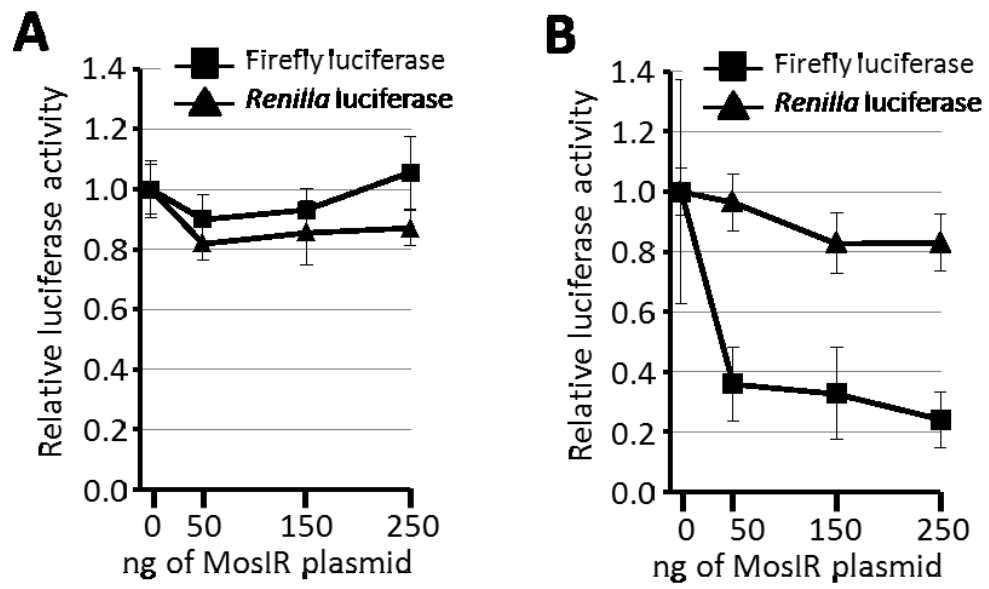 A
Firefly luciferase
Renilla luciferase
Relative luciferase activity
1.4
1.2
1.0
0.8
0.6
0.4
0.2
0.0
0 50 150 250
ng of MosIR plasmid
B
Firefly luciferase
Renilla luciferase
Relative luciferase activity
1.4
1.2
1.0
0.8
0.6
0.4
0.2
0.0
0 50 150 250
ng of MosIR plasmid